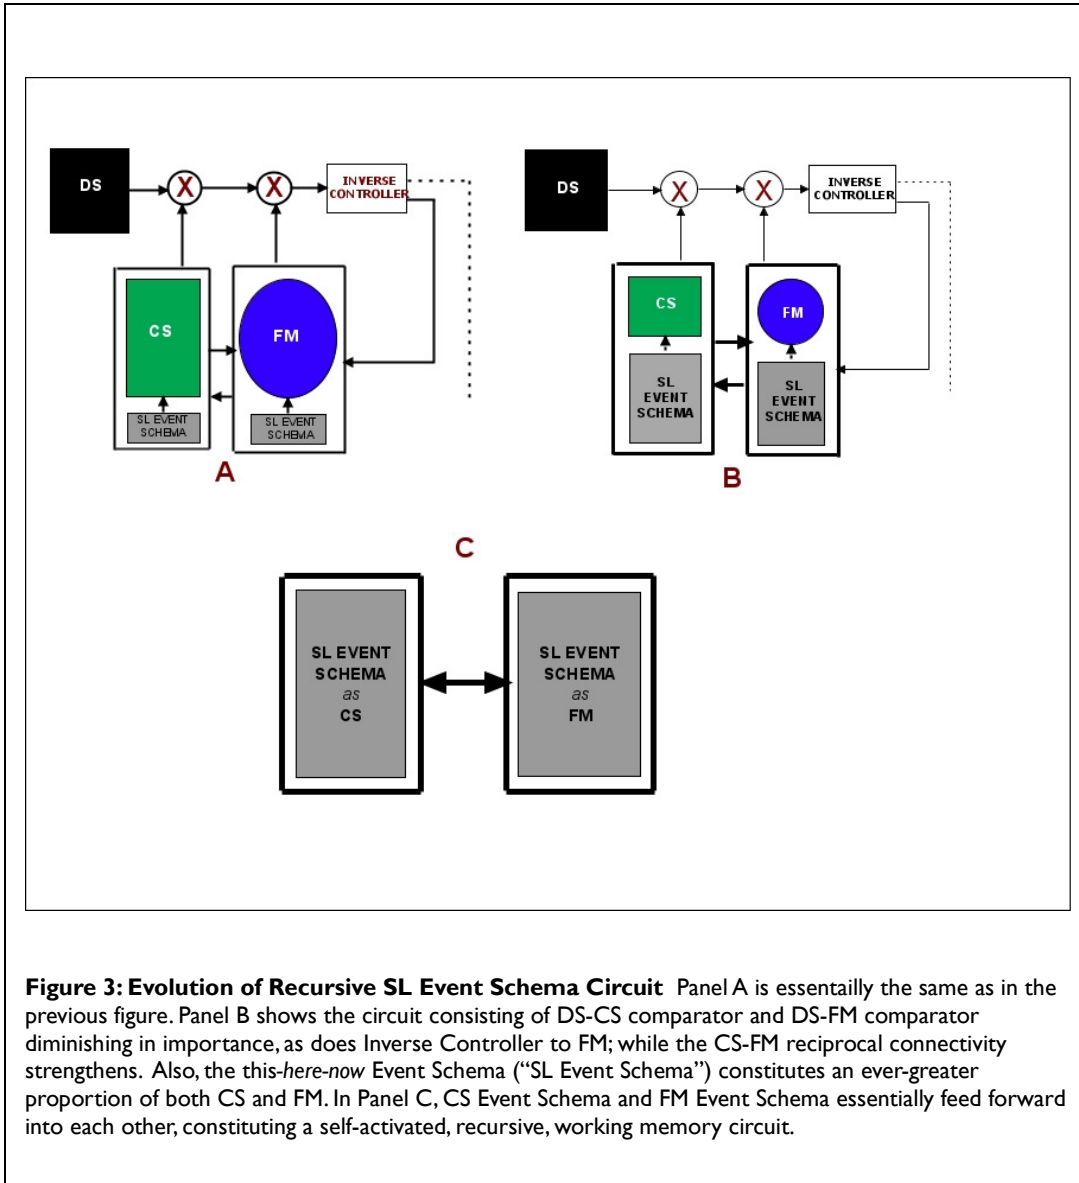 DS
X
X
INVERSE
CONTROLLER
CS
FM
SL EVENT
SCHEMA
SL EVENT
SCHEMA
A
DS
X
X
INVERSE
CONTROLLER
CS
FM
SL
EVENT
SCHEMA
SL
EVENT
SCHEMA
B
C
SL EVENT
SCHEMA
as
CS
SL EVENT
SCHEMA
as
FM
Figure 3: Evolution of Recursive SL Event Schema Circuit Panel A is essentailly the same as in the
previous figure. Panel B shows the circuit consisting of DS-CS comparator and DS-FM comparator
diminishing in importance, as does Inverse Controller to FM; while the CS-FM reciprocal connectivity
strengthens. Also, the this-here-now Event Schema (“SL Event Schema”) constitutes an ever-greater
proportion of both CS and FM. In Panel C, CS Event Schema and FM Event Schema essentially feed forward
into each other, constituting a self-activated, recursive, working memory circuit.